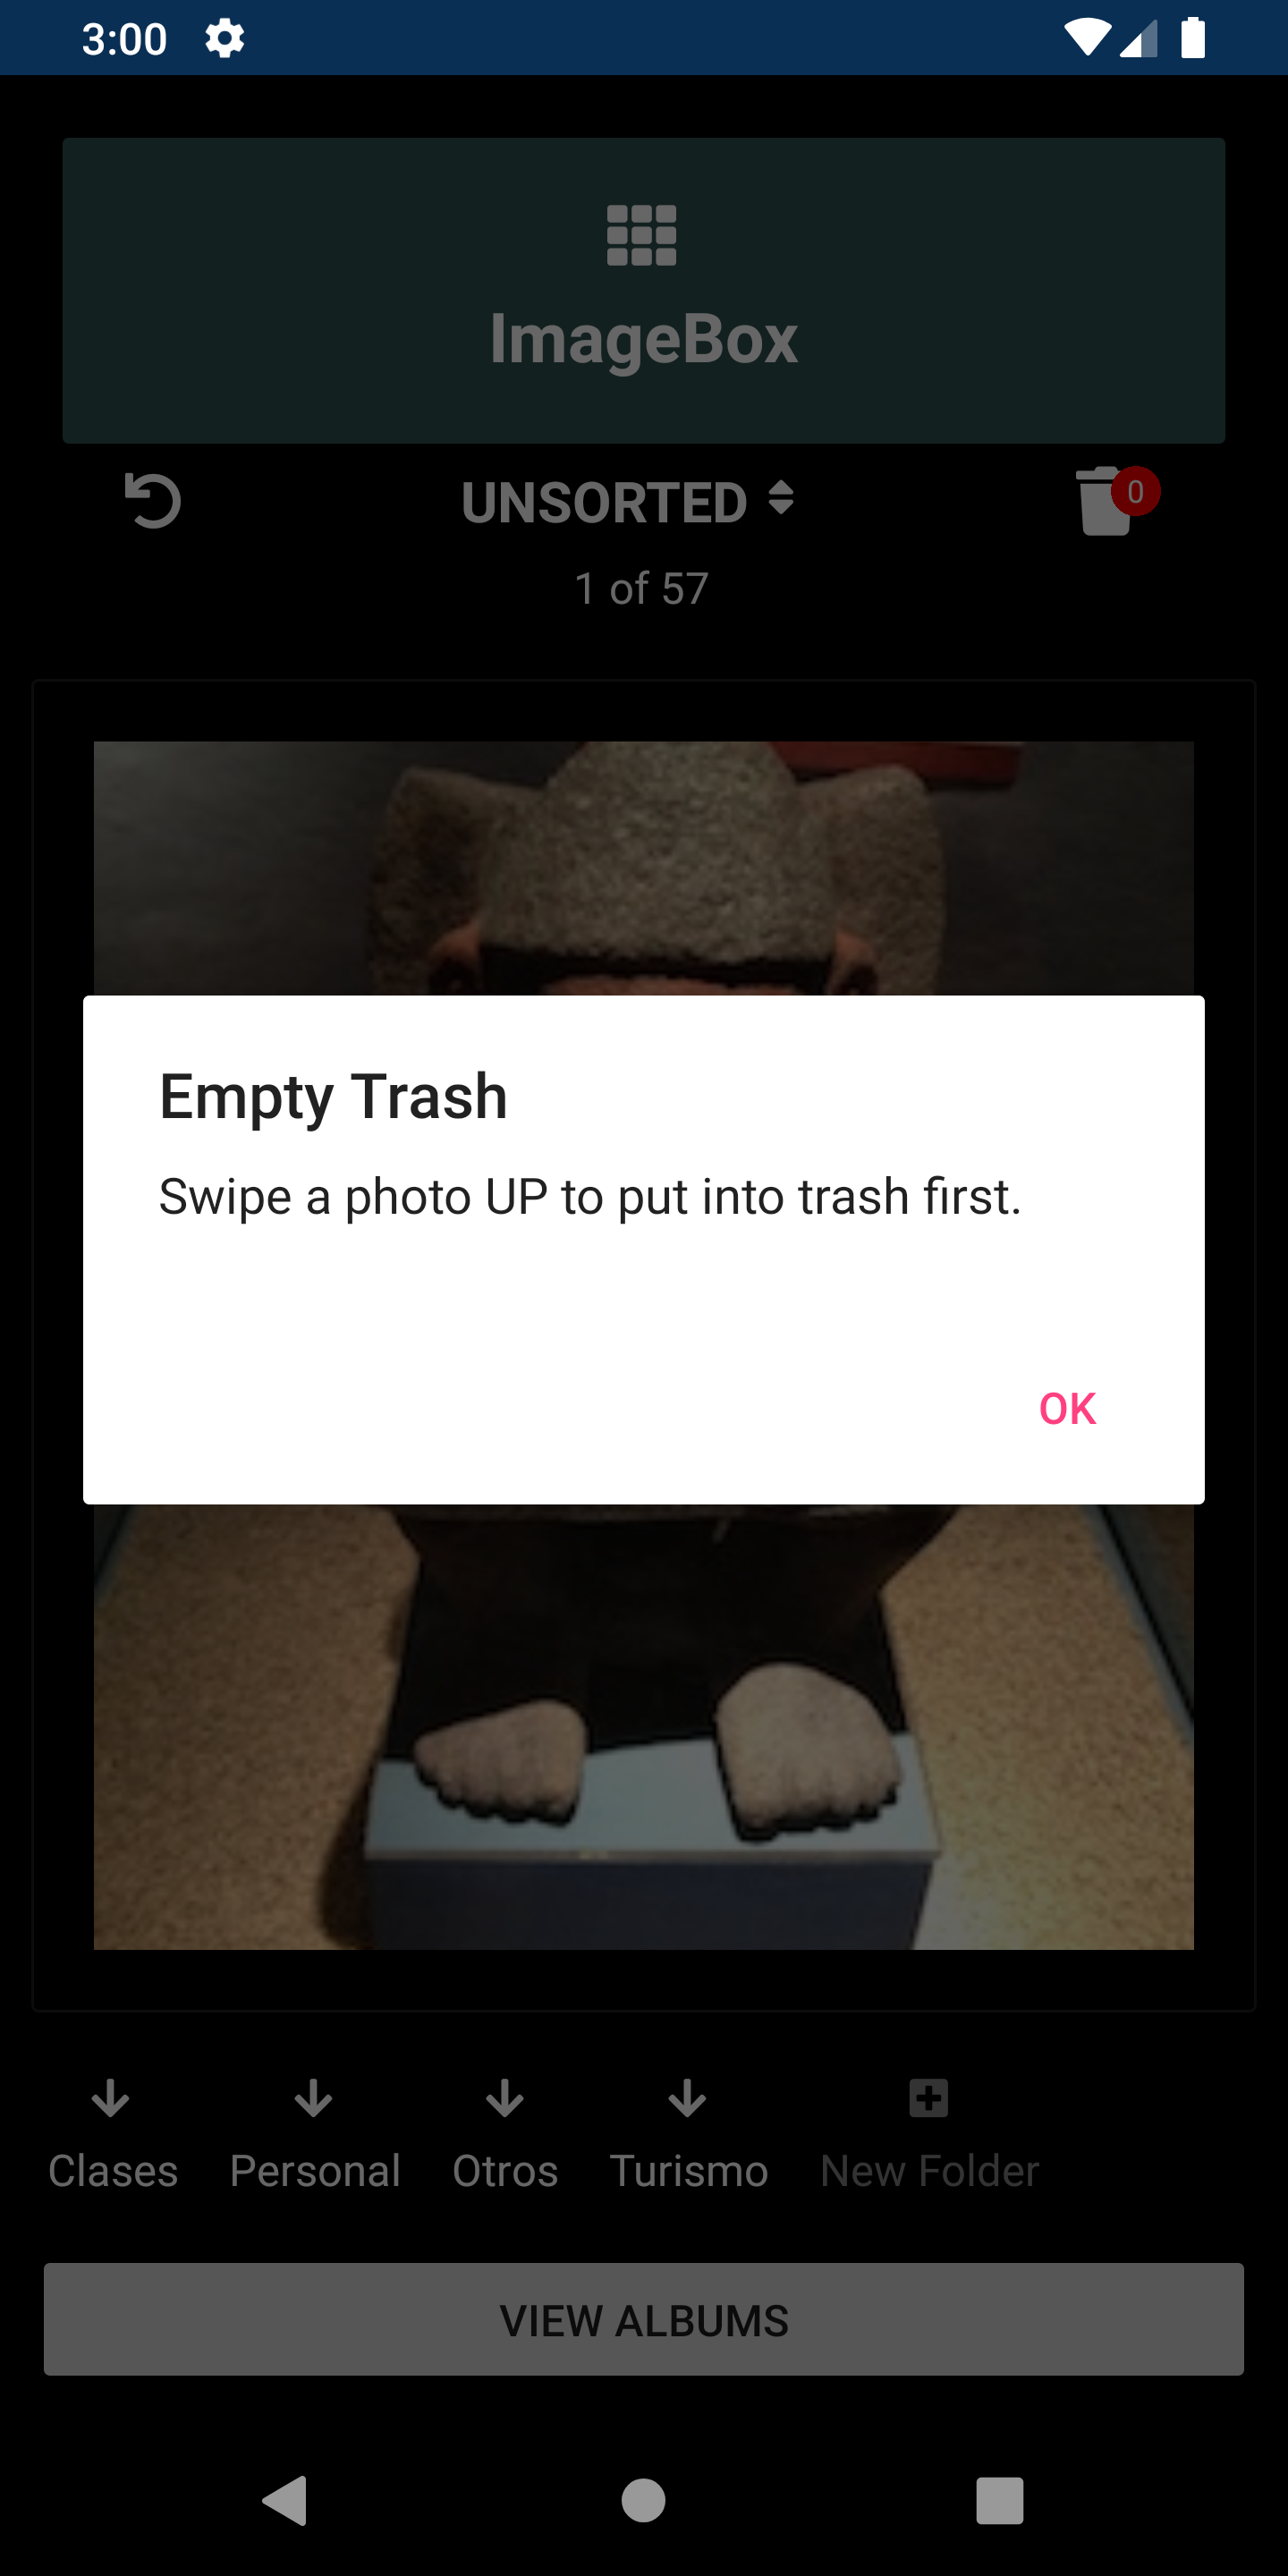 3:00
ImageBox
UNSORTED
0
1 of 57
Empty Trash
Swipe a photo UP to put into trash first.
OK
Clases
Personal
Otros
Turismo
New Folder
VIEW ALBUMS